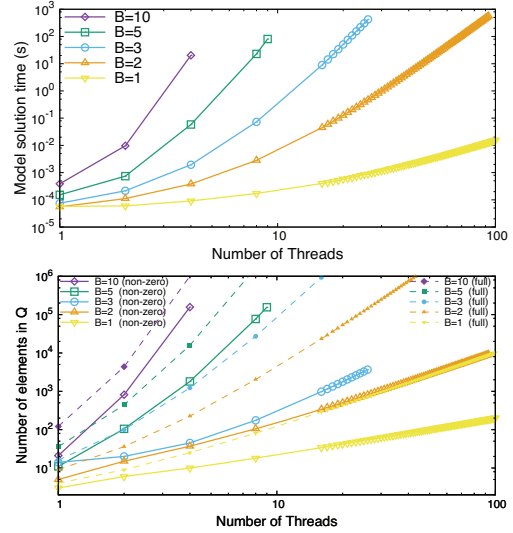 10^3
10^2
10^1
10^0
10^-1
10^-2
10^-3
10^-4
10^-5
Model solution time (s)
B=10
B=5
B=3
B=2
B=1
1
10
100
Number of Threads
10^6
10^5
10^4
10^3
10^2
10^1
Number of elements in Q
B=10 (non-zero)
B=5 (non-zero)
B=3 (non-zero)
B=2 (non-zero)
B=1 (non-zero)
B=10 (full)
B=5 (full)
B=3 (full)
B=2 (full)
B=1 (full)
1
10
100
Number of Threads